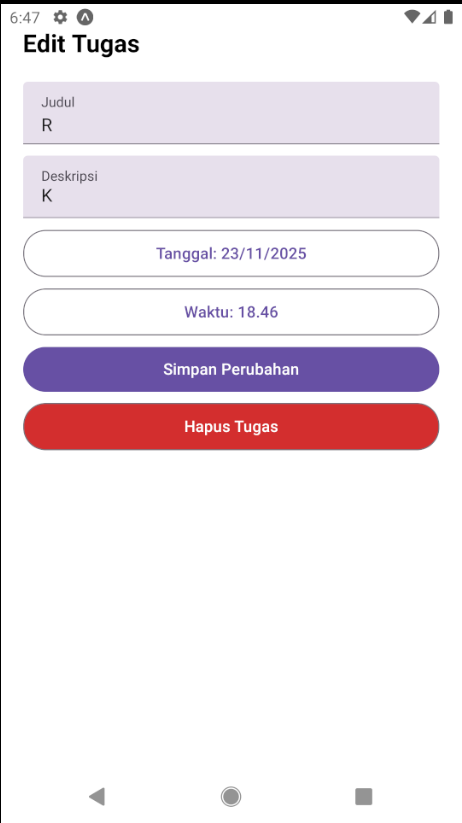 6:47
Edit Tugas
Judul
R
Deskripsi
K
Tanggal: 23/11/2025
Waktu: 18.46
Simpan Perubahan
Hapus Tugas